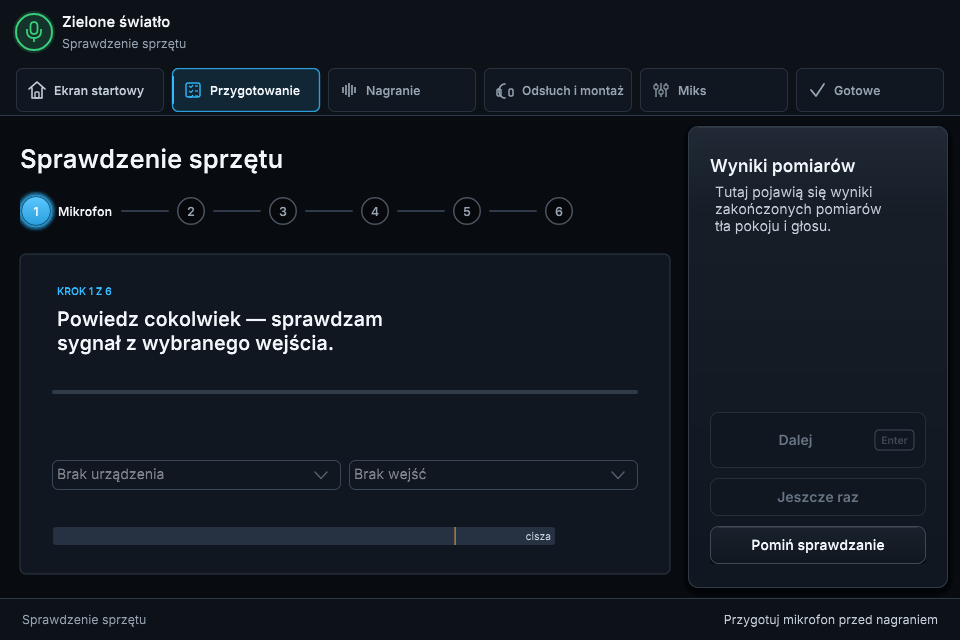 Zielone światło
Sprawdzenie sprzętu
Ekran startowy
Przygotowanie
Nagranie
Odsłuch i montaż
Miks
Gotowe
Sprawdzenie sprzętu
1 Mikrofon 2 3 4 5 6
KROK 1 Z 6
Powiedz cokolwiek — sprawdzam
sygnał z wybranego wejścia.
Brak urządzenia
Brak wejść
cisza
Wyniki pomiarów
Tutaj pojawią się wyniki
zakończonych pomiarów
tła pokoju i głosu.
Dalej Enter
Jeszcze raz
Pomiń sprawdzanie
Sprawdzenie sprzętu
Przygotuj mikrofon przed nagraniem